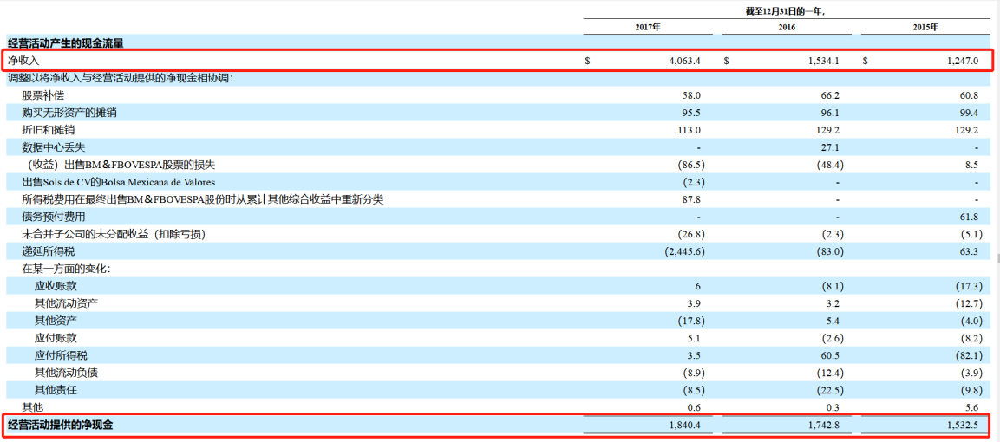 截至12月31日的一年，
2017年 2016 2015年
经营活动产生的现金流量
净收入 $ 4,063.4 $ 1,534.1 $ 1,247.0
调整以将净收入与经营活动提供的净现金相协调：
股票补偿 58.0 66.2 60.8
购买无形资产的摊销 95.5 96.1 99.4
折旧和摊销 113.0 129.2 129.2
数据中心丢失 - 27.1 -
（收益）出售BM＆FBOVESPA股票的损失 (86.5) (48.4) 8.5
出售Sols de CV的Bolsa Mexicana de Valores (2.3) - -
所得税费用在最终出售BM＆FBOVESPA股份时从累计其他综合收益中重新分类 87.8 - -
债务预付费用 - - 61.8
未合并子公司的未分配收益（扣除亏损） (26.8) (2.3) (5.1)
递延所得税 (2,445.6) (83.0) 63.3
在某一方面的变化：
应收账款 6 (8.1) (17.3)
其他流动资产 3.9 3.2 (12.7)
其他资产 (17.8) 5.4 (4.0)
应付账款 5.1 (2.6) (8.2)
应付所得税 3.5 60.5 (82.1)
其他流动负债 (8.9) (12.4) (3.9)
其他责任 (8.5) (22.5) (9.8)
其他 0.6 0.3 5.6
经营活动提供的净现金 1,840.4 1,742.8 1,532.5